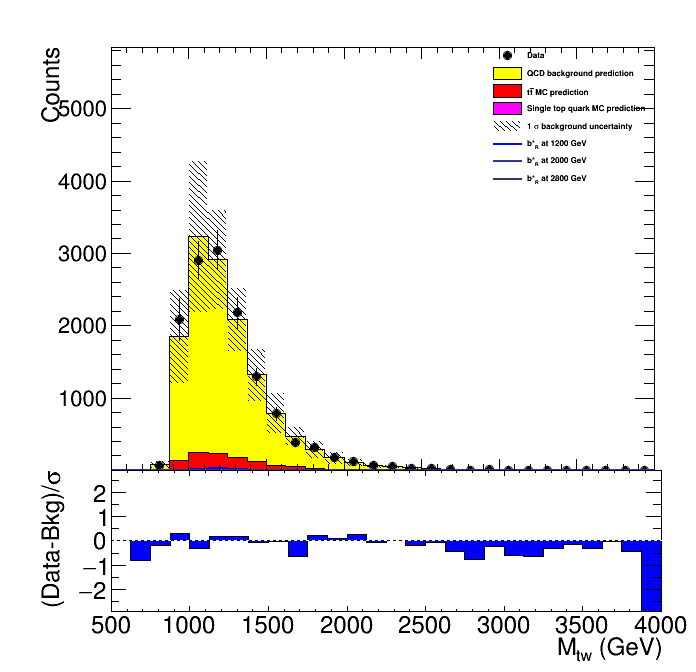 Counts
5000
4000
3000
2000
1000
Data
QCD background prediction
tt̄ MC prediction
Single top quark MC prediction
1 σ background uncertainty
b*R at 1200 GeV
b*R at 2000 GeV
b*R at 2800 GeV
(Data-Bkg)/σ
2
1
0
−1
−2
500 1000 1500 2000 2500 3000 3500 4000
Mtw (GeV)